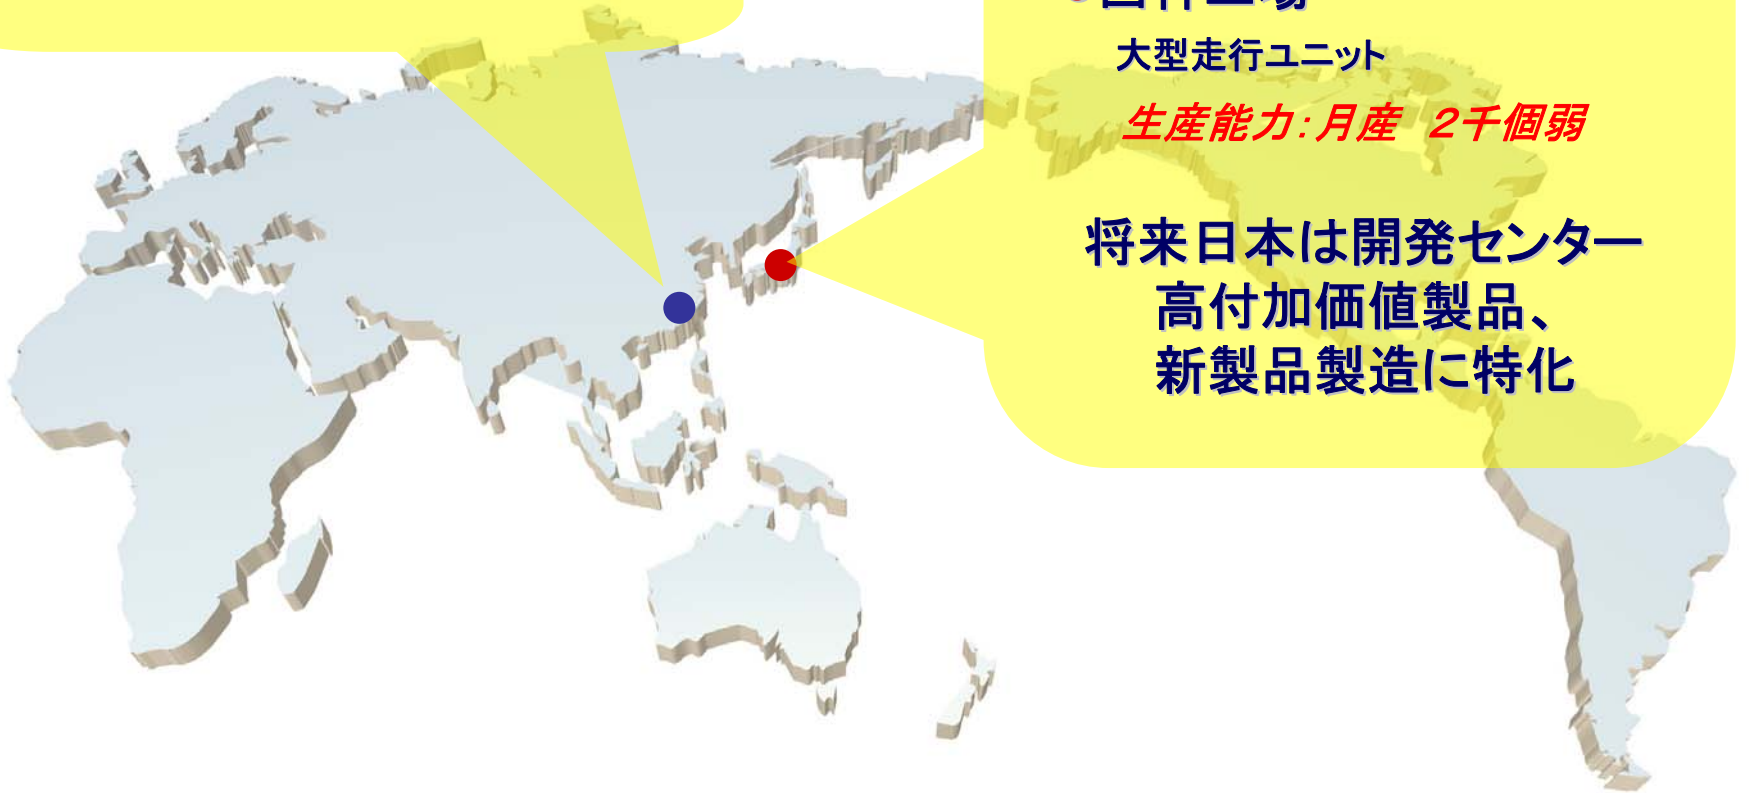 大型走行ユニット
生産能力：月産　２千個弱
将来日本は開発センター
高付加価値製品、
新製品製造に特化